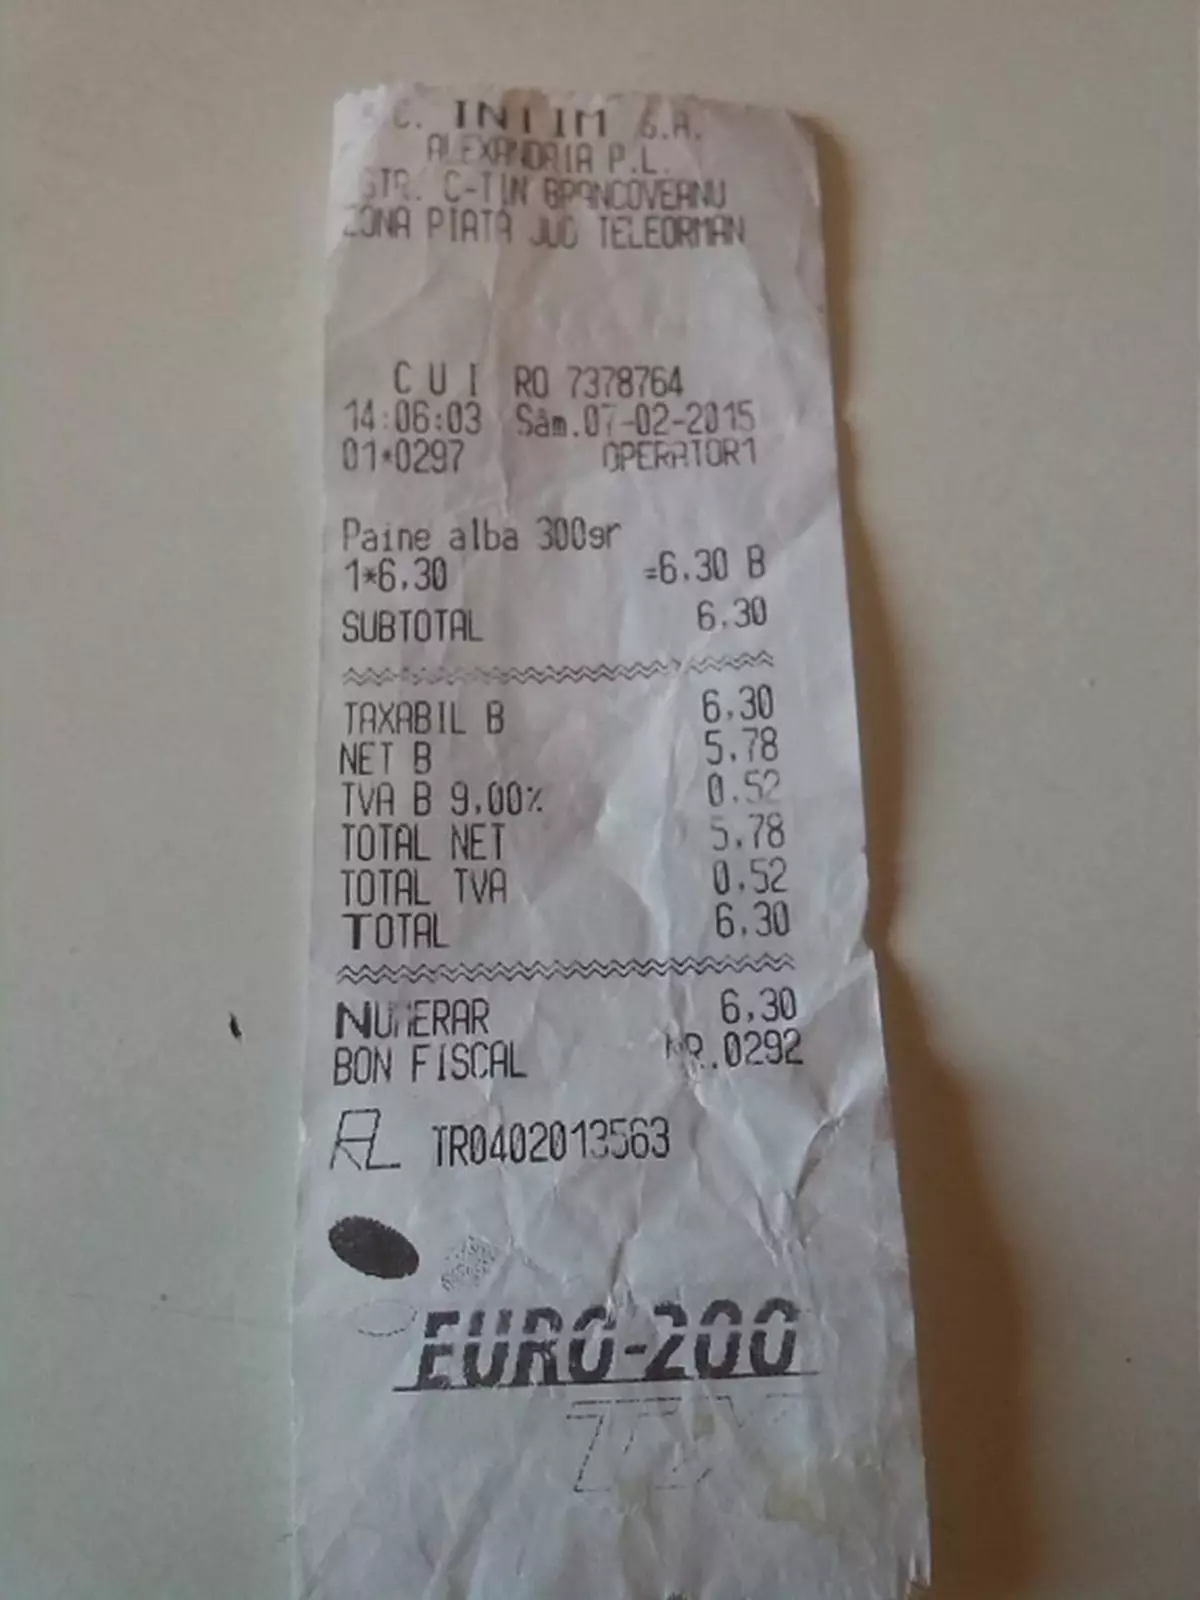 S.C. INTIM S.A.
ALEXANDRIA P.L.
STR. C-TIN BRANCOVEANU
ZONA PIATA JUD TELEORMAN
C U I RO 7378764
14:06:03 Sâm.07-02-2015
01*0297 OPERATOR1
Paine alba 300gr
1*6,30 =6,30 B
SUBTOTAL 6,30
TAXABIL B 6,30
NET B 5,78
TVA B 9,00% 0,52
TOTAL NET 5,78
TOTAL TVA 0,52
TOTAL 6,30
NUMERAR 6,30
BON FISCAL NR.0292
TR0402013563
EURO-200